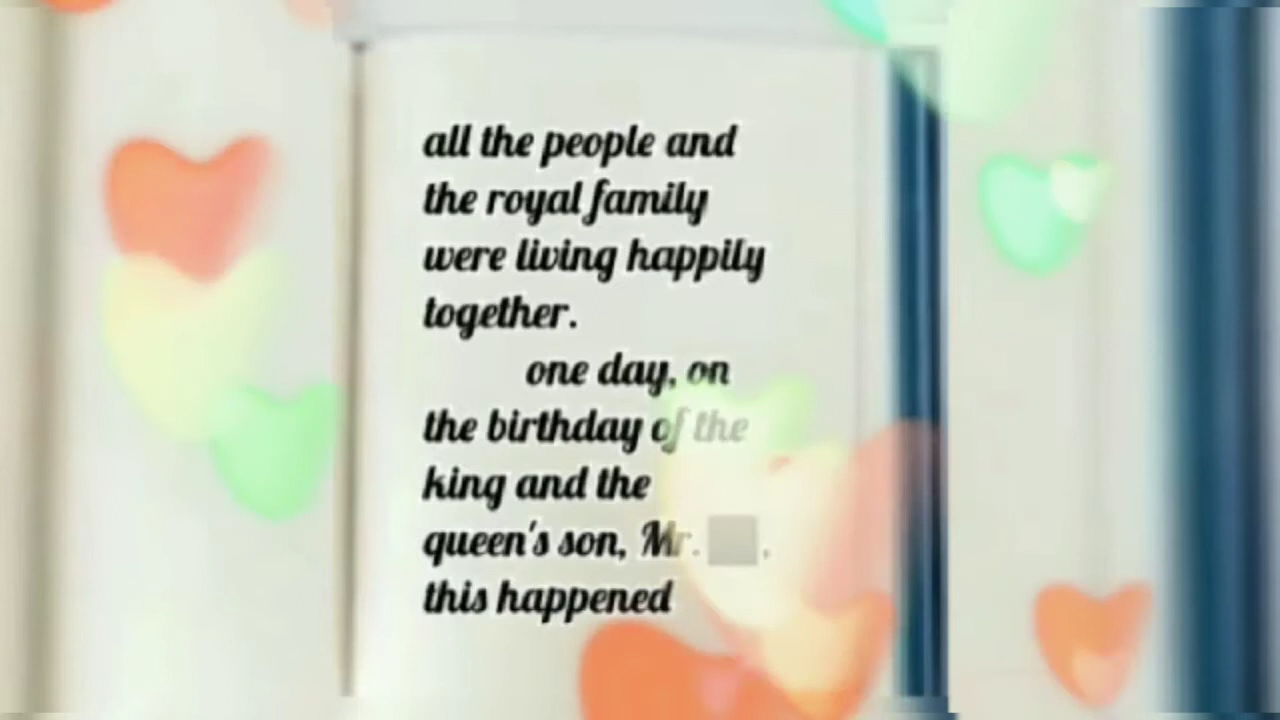 all the people and
the royal family
were living happily
together.
one day, on
the birthday of the
king and the
queen's son, Mr. ,
this happened